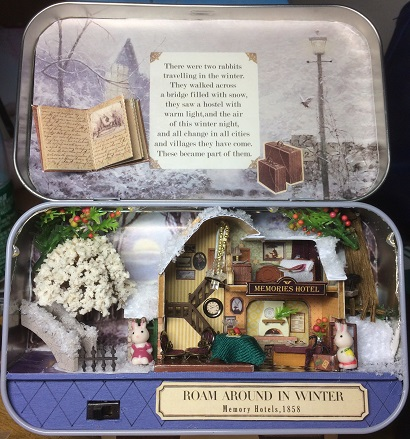 There were two rabbits
travelling in the winter.
They walked across
a bridge filled with snow,
they saw a hostel with
warm light,and the air
of this winter night,
and all change in all cities
and villages they have come.
These became part of them.
MEMORIES HOTEL
ROAM AROUND IN WINTER
Memory Hotels,1858